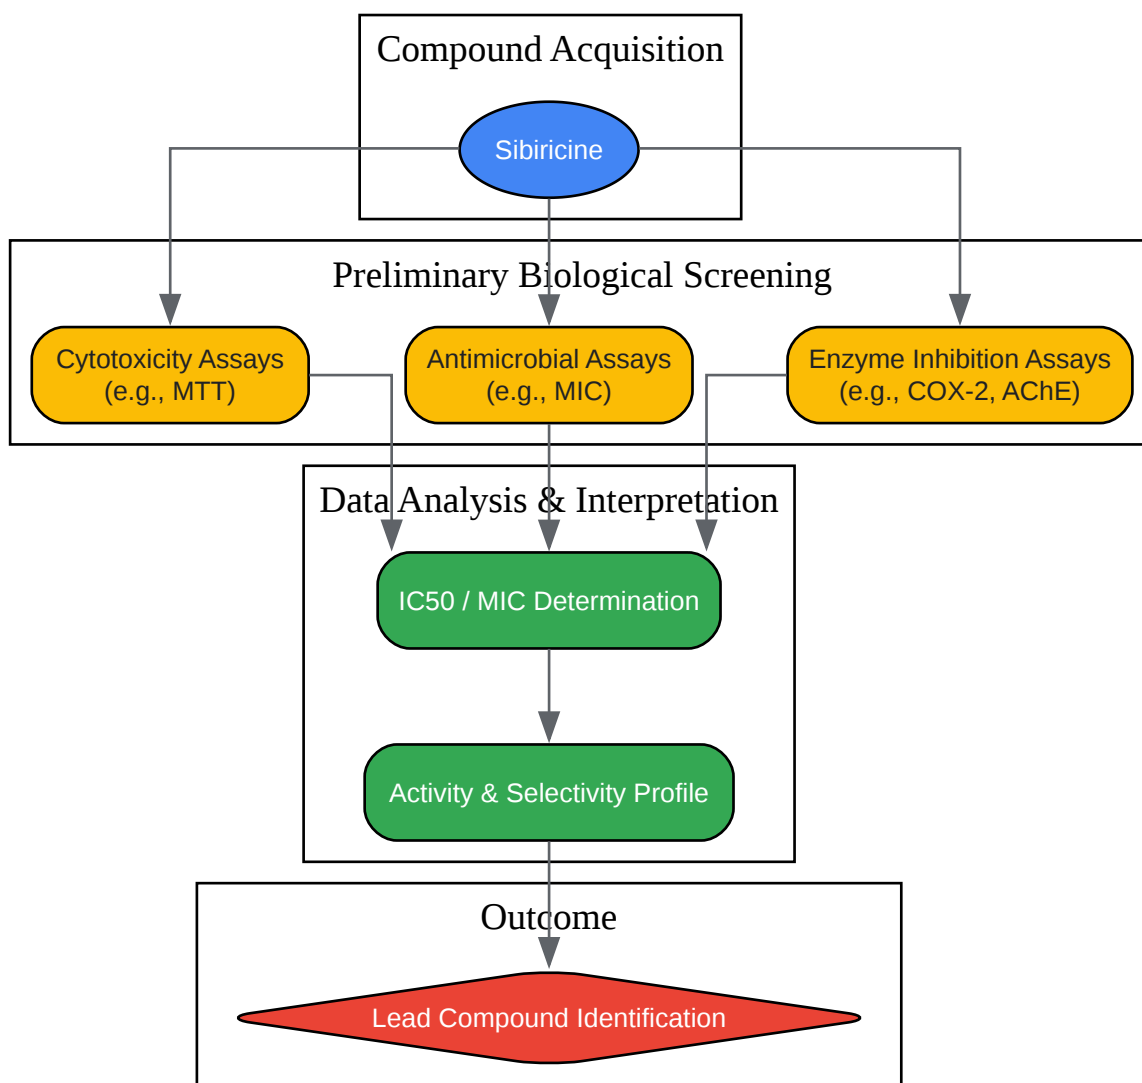 Compound Acquisition
Sibiricine
Preliminary Biological Screening
Cytotoxicity Assays
(e.g., MTT)
Antimicrobial Assays
(e.g., MIC)
Enzyme Inhibition Assays
(e.g., COX-2, AChE)
Data Analysis & Interpretation
IC50 / MIC Determination
Activity & Selectivity Profile
Outcome
Lead Compound Identification